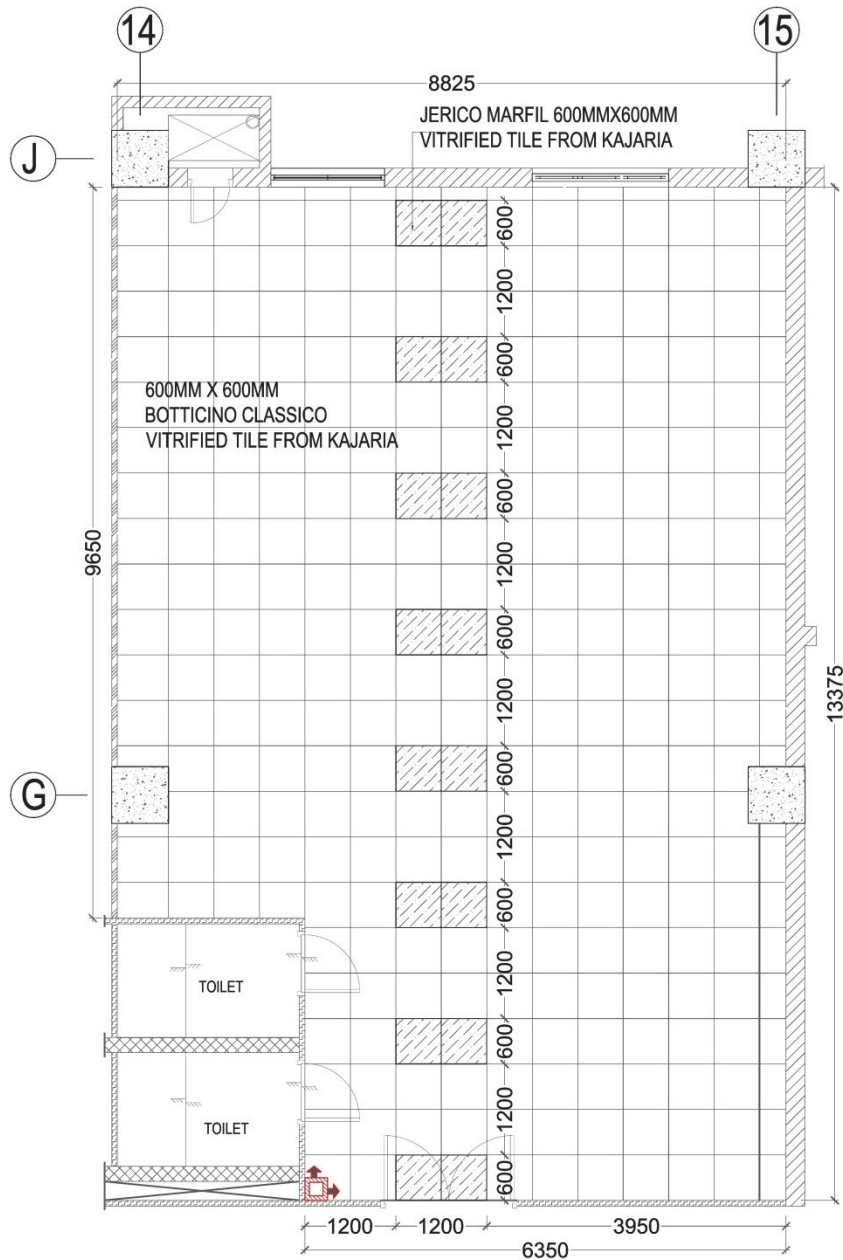 14
15
8825
JERICO MARFIL 600MMX600MM
VITRIFIED TILE FROM KAJARIA
J
600
1200
600
600MM X 600MM
BOTTICINO CLASSICO
VITRIFIED TILE FROM KAJARIA
1200
600
1200
9650
600
13375
1200
600
G
1200
600
1200
TOILET
600
1200
TOILET
600
1200
1200
3950
6350